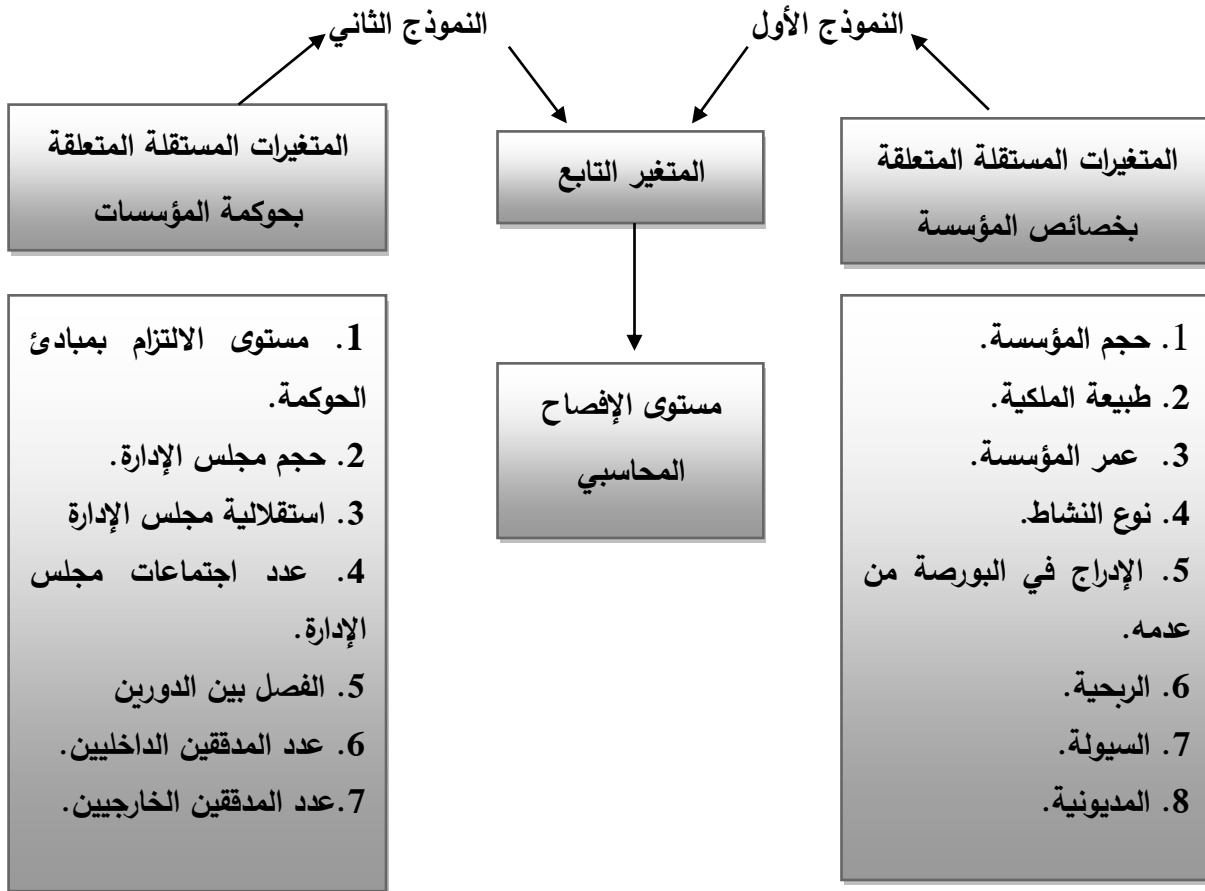 النموذج الأول
النموذج الثاني
المتغيرات المستقلة المتعلقة
بخصائص المؤسسة
المتغير التابع
المتغيرات المستقلة المتعلقة
بحوكمة المؤسسات
1. حجم المؤسسة.
2. طبيعة الملكية.
3. عمر المؤسسة.
4. نوع النشاط.
5. الإدراج في البورصة من
عدمه.
6. الربحية.
7. السيولة.
8. المديونية.
مستوى الإفصاح
المحاسبي
1. مستوى الالتزام بمبادئ
الحوكمة.
2. حجم مجلس الإدارة.
3. استقلالية مجلس الإدارة
4. عدد اجتماعات مجلس
الإدارة.
5. الفصل بين الدورين
6. عدد المدققين الداخليين.
7.عدد المدققين الخارجيين.